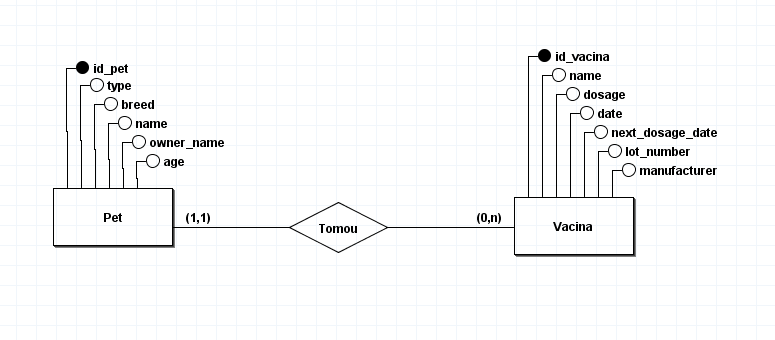 id_pet
type
breed
name
owner_name
age
Pet
(1,1)
Tomou
(0,n)
id_vacina
name
dosage
date
next_dosage_date
lot_number
manufacturer
Vacina